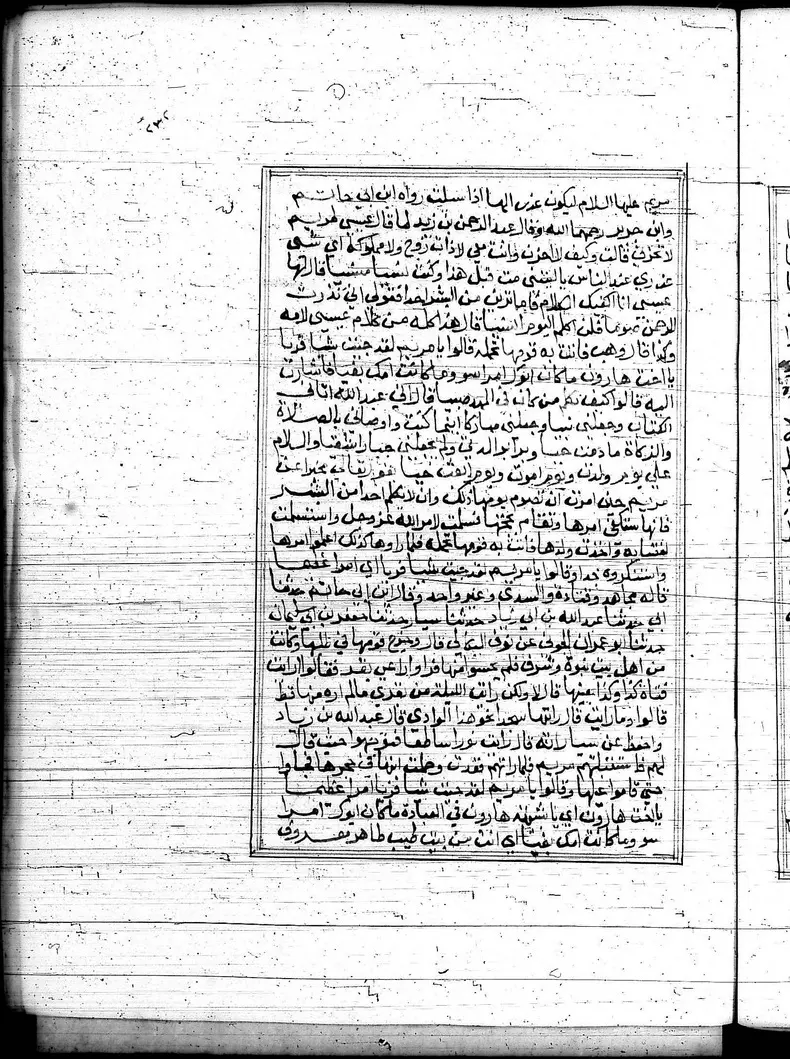 ٢٣٢
مريم عليها السلام ليكون عذرا لها اذا سئلت رواه ابن ابي حاتم
وابن جرير رحمهما الله وقال عبد الرحمن بن زيد لما قال عيسى لمريم
لا تحزني قالت وكيف لا احزن وانت معي لا ذات زوج ولا مملوكة اي شي
عذري عند الناس يا ليتني مت قبل هذا وكنت نسيا منسيا قال لها
عيسى انا اكفيك الكلام فاما ترين من البشر احدا فقولي اني نذرت
للرحمن صوما فلن اكلم اليوم انسيا قال هذا كله من كلام عيسى لامه
وكذا قال وهب فاتت به قومها تحمله قالوا يا مريم لقد جئت شيا فريا
يا اخت هارون ما كان ابوك امرا سو وما كانت امك بغيا فاشارت
اليه قالوا كيف نكلم من كان في المهد صبيا قال اني عبد الله اتاني
الكتاب وجعلني نبيا وجعلني مباركا اينما كنت واوصاني بالصلاة
والزكاة ما دمت حيا وبرا بوالدتي ولم يجعلني جبارا شقيا والسلام
علي يوم ولدت ويوم اموت ويوم ابعث حيا يقول تعالى مخبرا عن
مريم حين امرت ان تصوم يومها ذلك وان لا تكلم احدا من البشر
فانها ستكفى امرها ويقام بحجتها فسلمت لامر الله عز وجل واستسلمت
لقضايه واخذت ولدها فاتت به قومها تحمله فلما راوها كذلك اعظموا امرها
واستنكروه جدا وقالوا يا مريم لقد جئت شيا فريا اي امرا عظيما
قاله مجاهد وقتادة والسدي وغير واحد وقال ابن ابي حاتم حدثنا
ابي حدثنا عبد الله بن ابي زياد حدثنا سيار حدثنا جعفر بن سليمان
حدثنا ابو عمران الجوني عن نوف البكالي قال وخرج قومها في طلبها وكانت
من اهل بيت نبوة وشرف فلم يحسوا منها فراوا راعي بقر فقالوا ارايت
فتاة كذا وكذا نعتها قال لا ولكن رايت الليلة من بقري ما لم اره منها قط
قالوا وما رايت قال رايتها سجدا نحو هذا الوادي قال عبد الله بن زياد
واحفظ عن سيار انه قال رايت نورا ساطعا فتوجهوا حيث قال
لهم فاستقبلتهم مريم فلما راتهم قعدت وحملت ابنها في حجرها فجاوا
حتى قاموا عليها وقالوا يا مريم لقد جئت شيا فريا امرا عظيما
يا اخت هارون اي يا شبيهة هارون في العبادة ما كان ابوك امرا
سو وما كانت امك بغيا اي انت من بيت طيب طاهر معروف